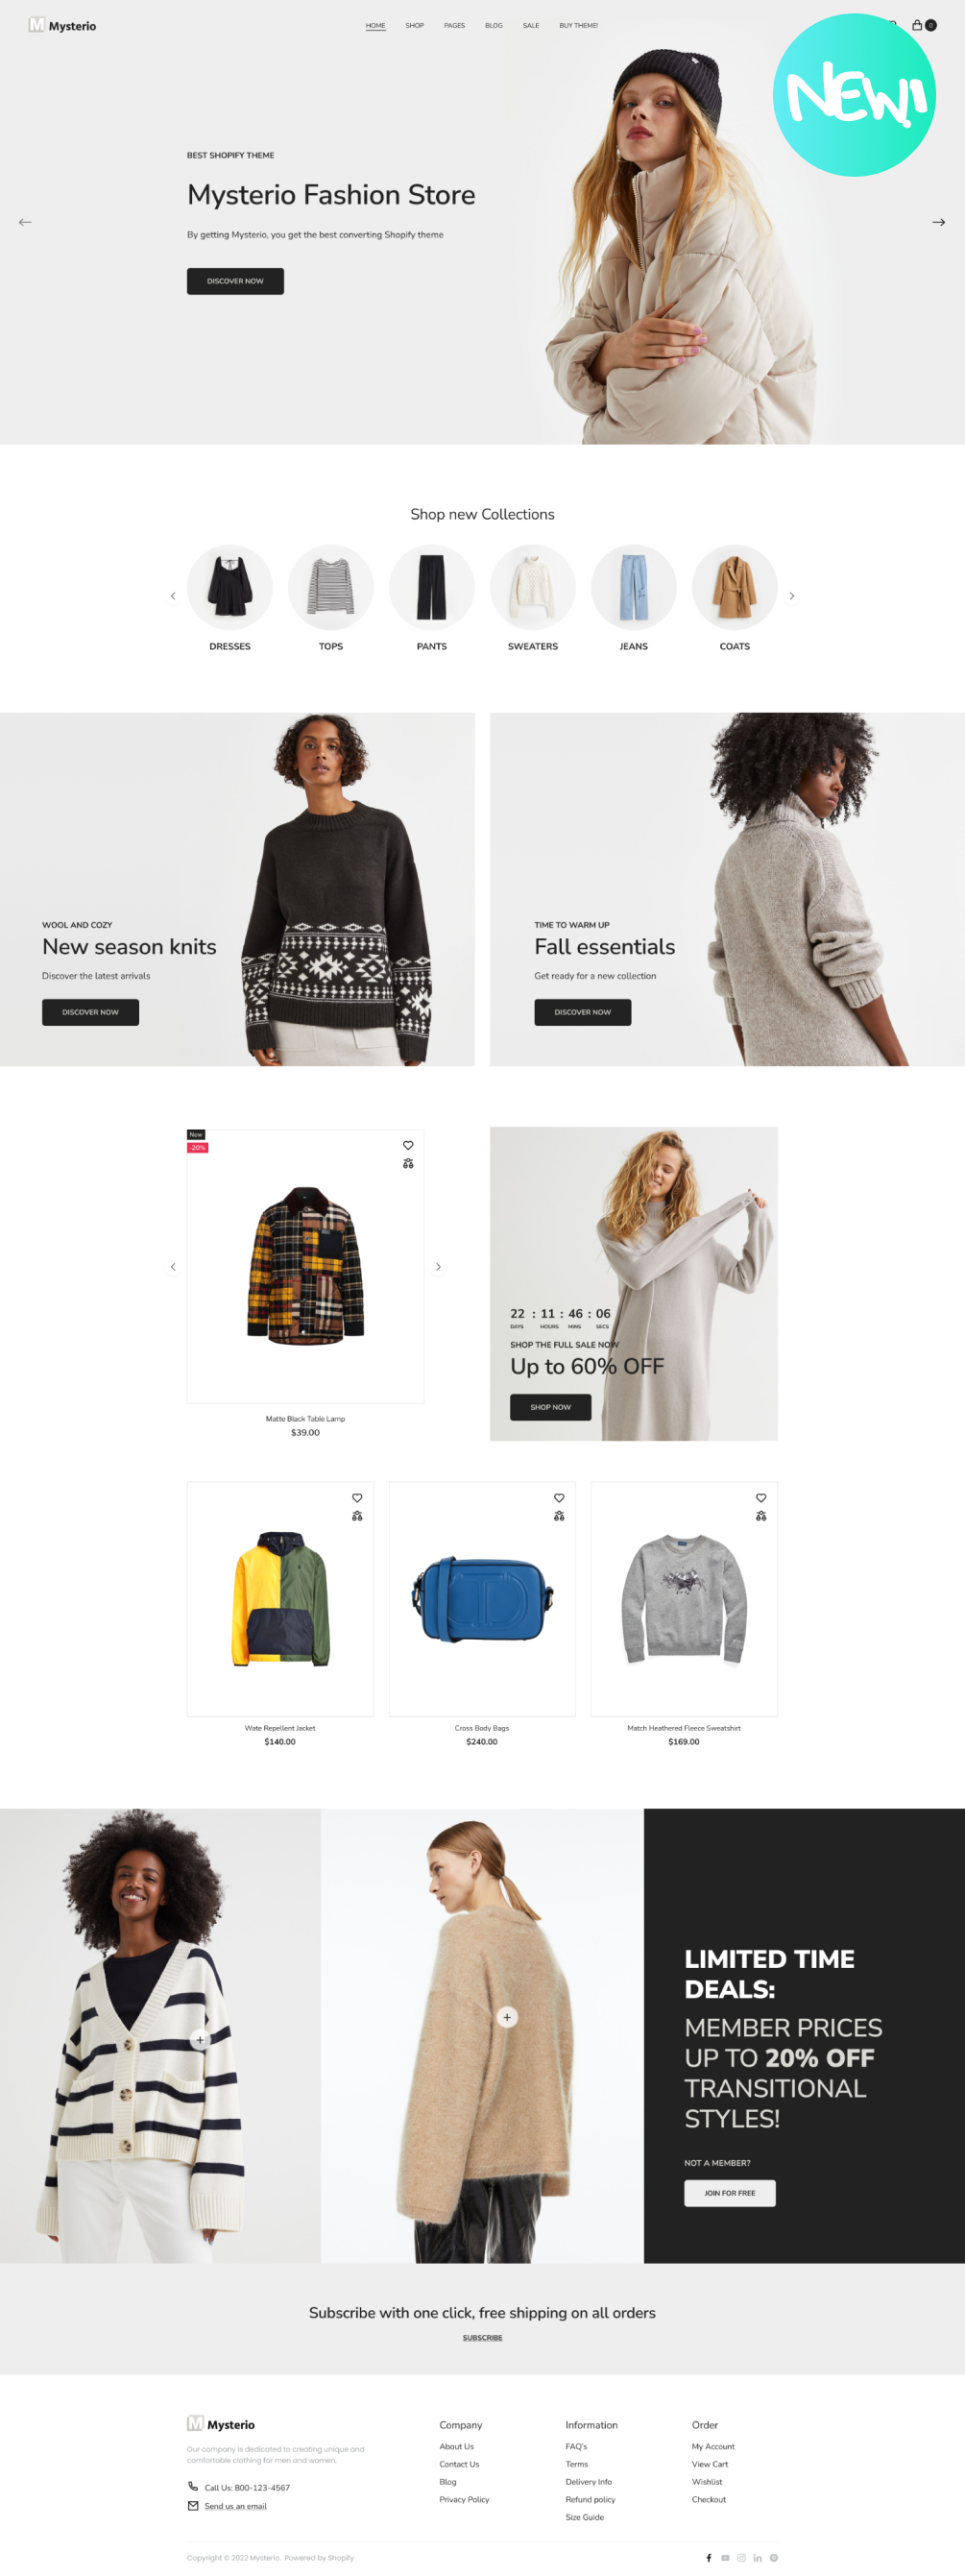 M Mysterio
HOME SHOP PAGES BLOG SALE BUY THEME!
0
NEW!
BEST SHOPIFY THEME
Mysterio Fashion Store
By getting Mysterio, you get the best converting Shopify theme
DISCOVER NOW
Shop new Collections
DRESSES TOPS PANTS SWEATERS JEANS COATS
WOOL AND COZY
New season knits
Discover the latest arrivals
DISCOVER NOW
TIME TO WARM UP
Fall essentials
Get ready for a new collection
DISCOVER NOW
New
-20%
Matte Black Table Lamp
$39.00
22 : 11 : 46 : 06
DAYS HOURS MINS SECS
SHOP THE FULL SALE NOW
Up to 60% OFF
SHOP NOW
Wate Repellent Jacket
$140.00
Cross Body Bags
$240.00
Match Heathered Fleece Sweatshirt
$169.00
LIMITED TIME
DEALS:
MEMBER PRICES
UP TO 20% OFF
TRANSITIONAL
STYLES!
NOT A MEMBER?
JOIN FOR FREE
Subscribe with one click, free shipping on all orders
SUBSCRIBE
M Mysterio
Our company is dedicated to creating unique and
comfortable clothing for men and women.
Call Us: 800-123-4567
Send us an email
Company
About Us
Contact Us
Blog
Privacy Policy
Information
FAQ's
Terms
Delivery Info
Refund policy
Size Guide
Order
My Account
View Cart
Wishlist
Checkout
Copyright © 2022 Mysterio. Powered by Shopify